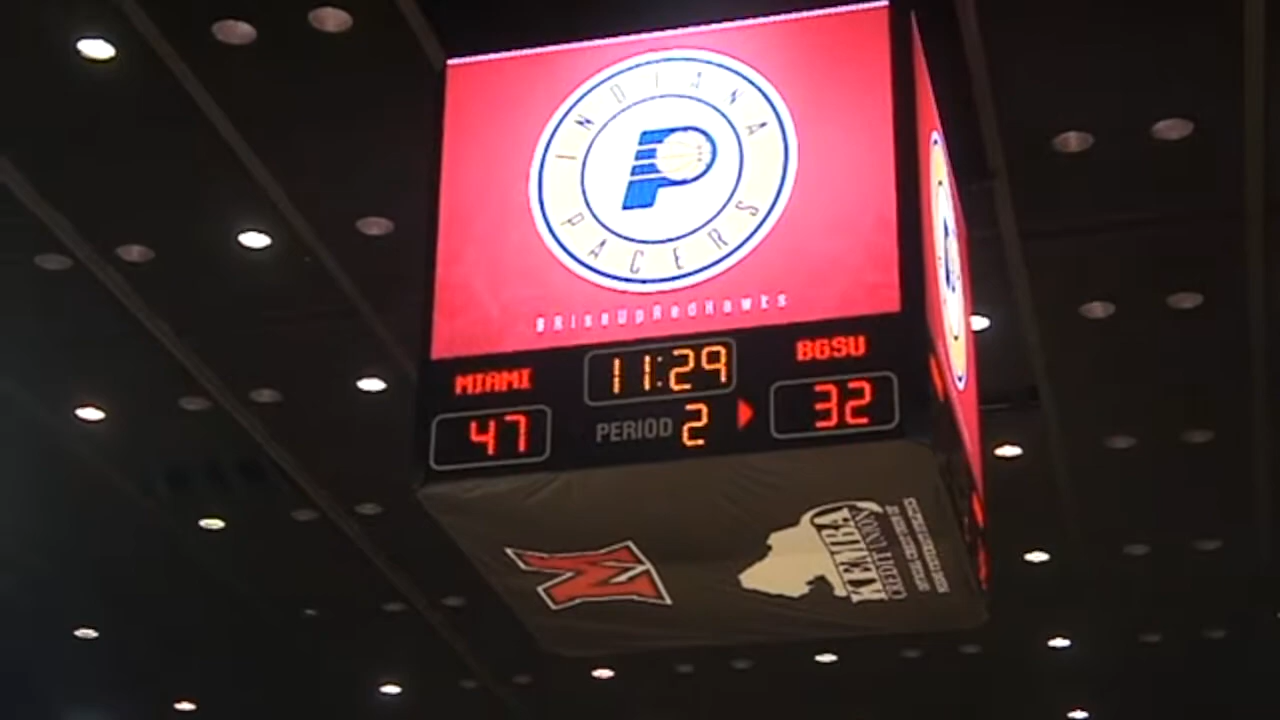 INDIANA
PACERS
#RiseUpRedHawks
MIAMI 11:29 BGSU
47 PERIOD 2 32
M
KEMBA
CREDIT UNION